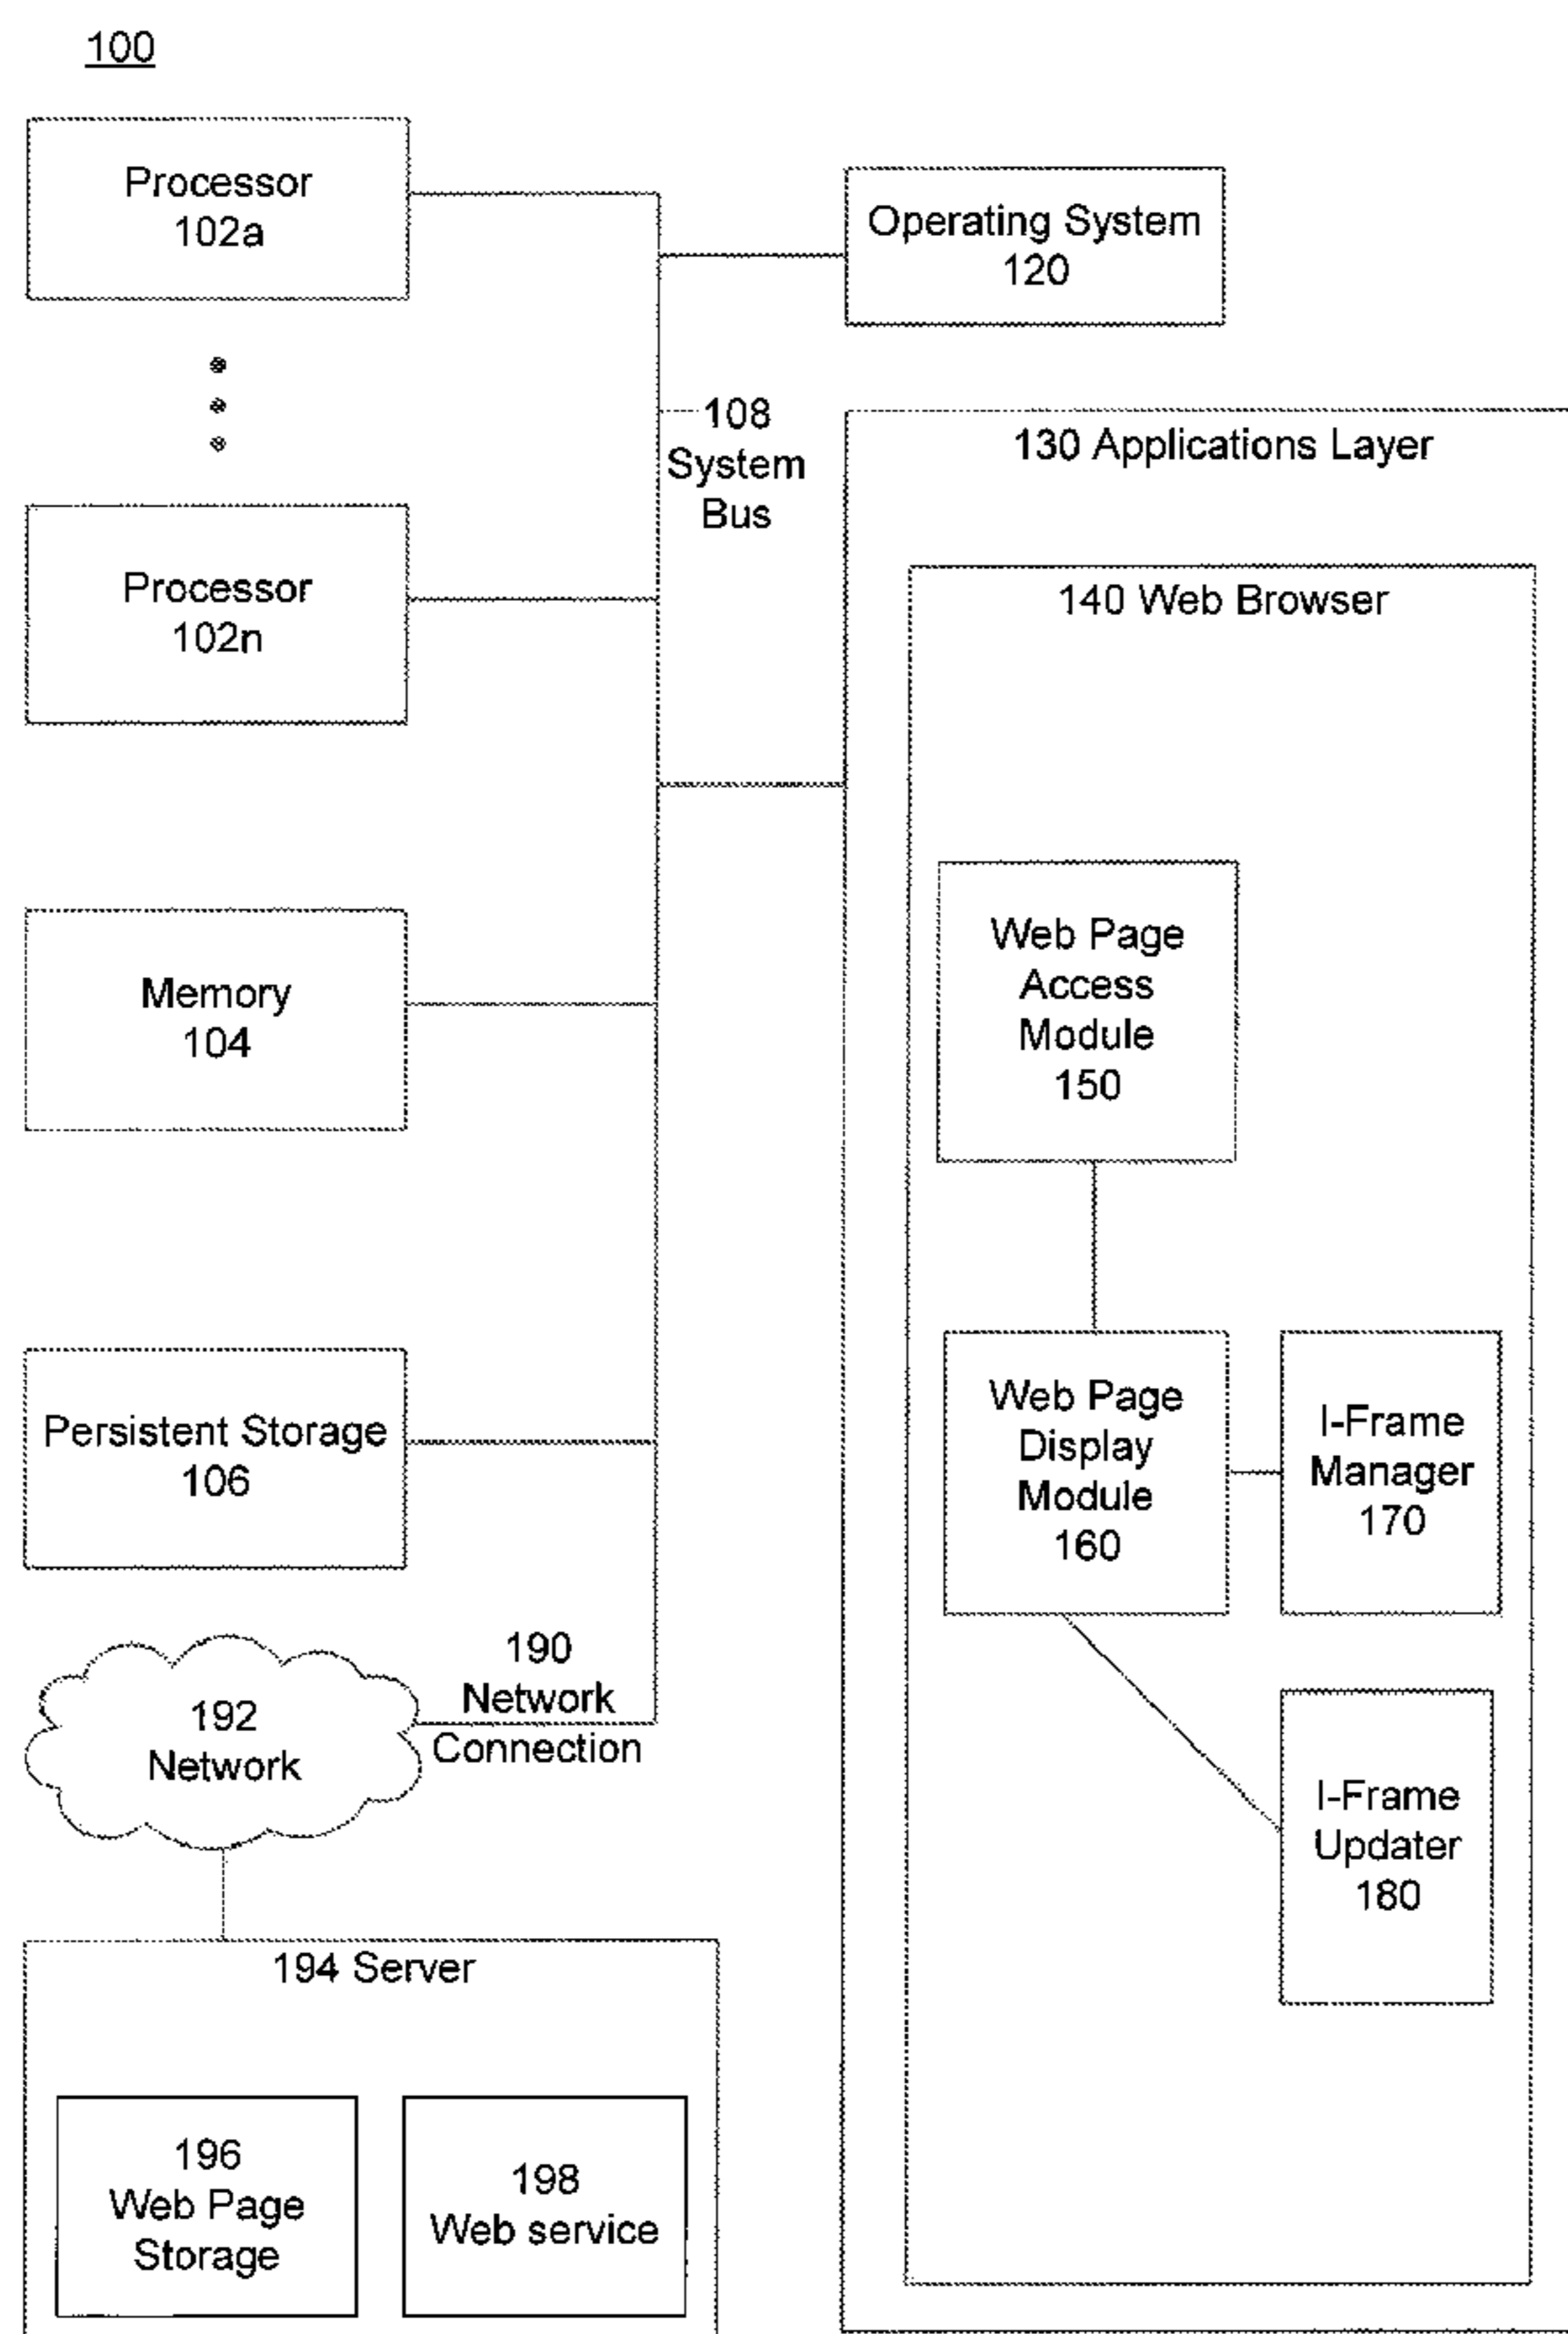 100
Processor
102a
Operating System
120
108
System
Bus
130 Applications Layer
Processor
102n
140 Web Browser
Memory
104
Web Page
Access
Module
150
Persistent Storage
106
Web Page
Display
Module
160
I-Frame
Manager
170
190
Network
Connection
192
Network
I-Frame
Updater
180
194 Server
196
Web Page
Storage
198
Web service